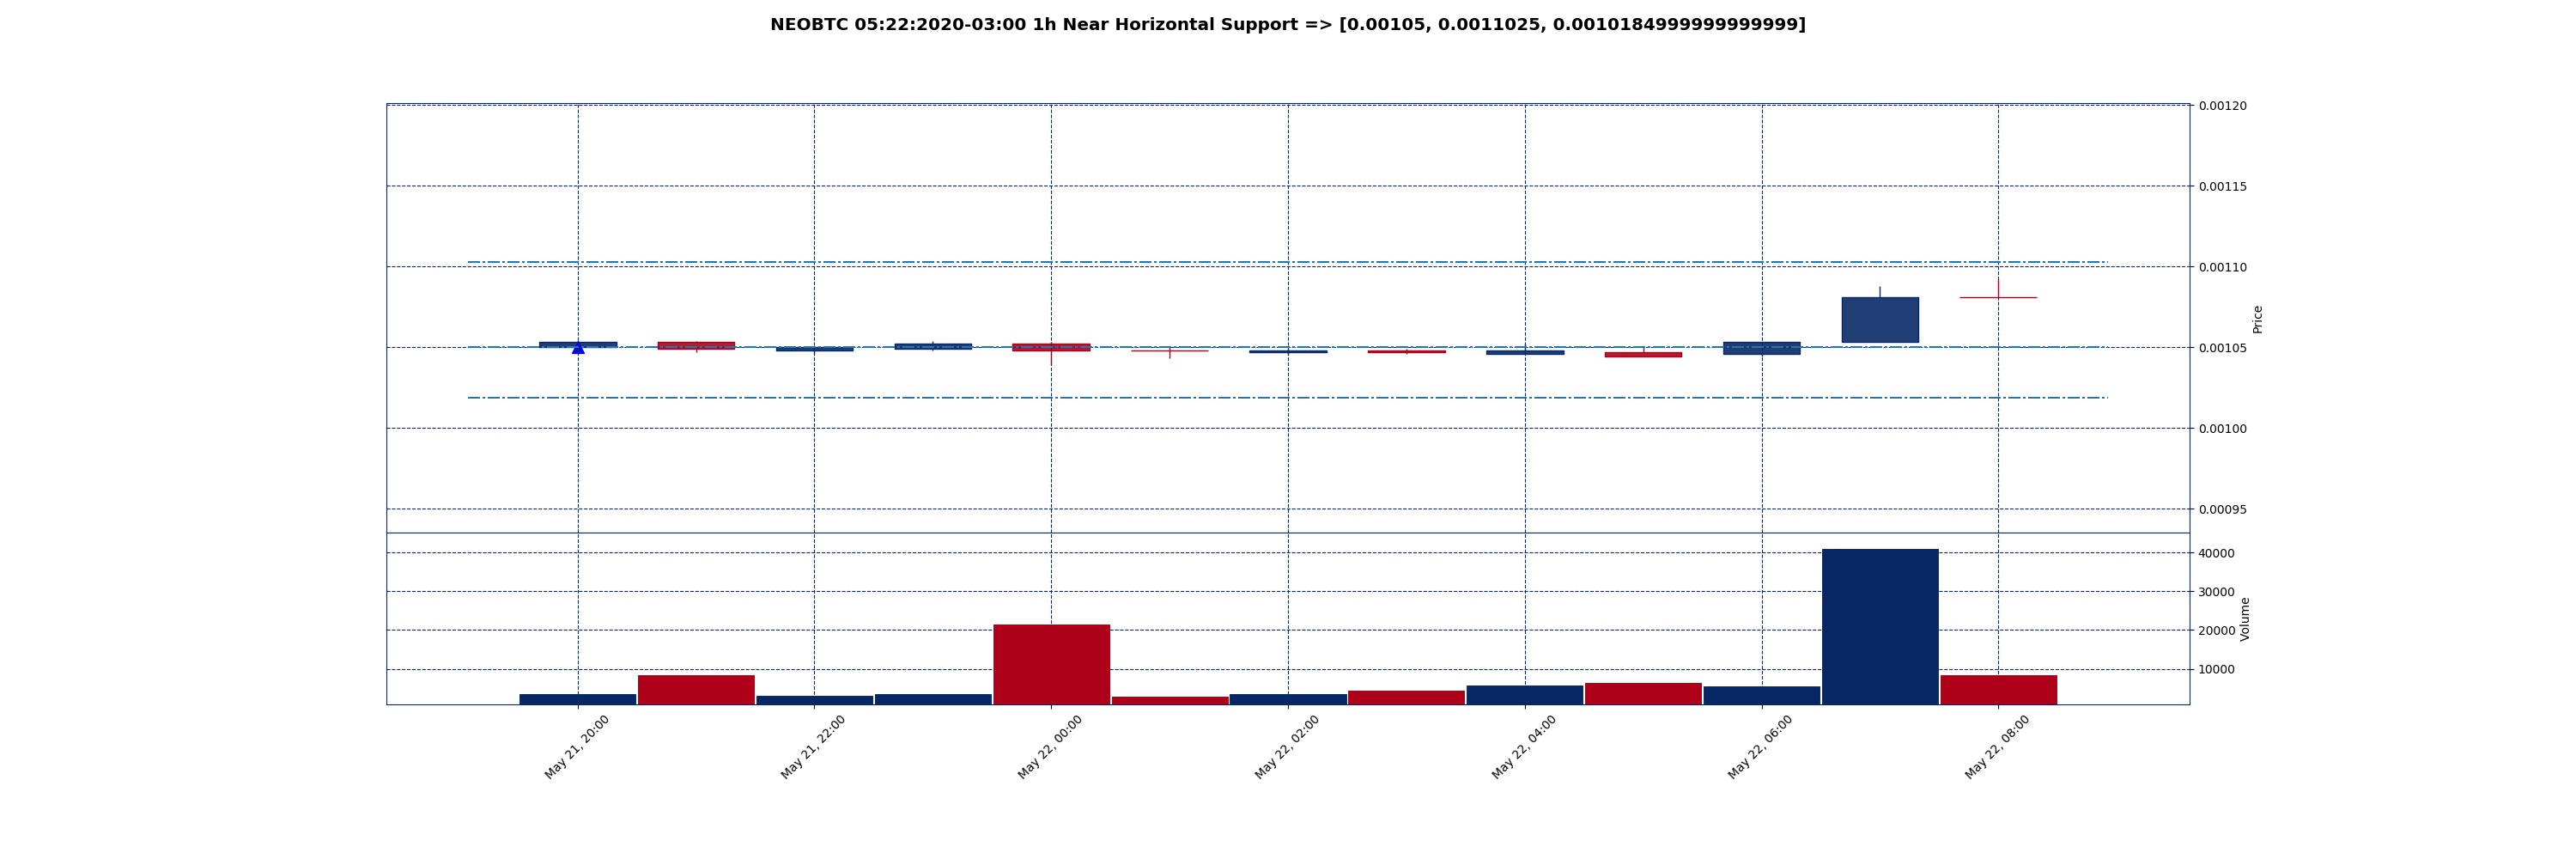 NEOBTC 05:22:2020-03:00 1h Near Horizontal Support => [0.00105, 0.0011025, 0.0010184999999999999]
0.00120
0.00115
0.00110
0.00105
0.00100
0.00095
Price
40000
30000
20000
10000
Volume
May 21, 20:00
May 21, 22:00
May 22, 00:00
May 22, 02:00
May 22, 04:00
May 22, 06:00
May 22, 08:00